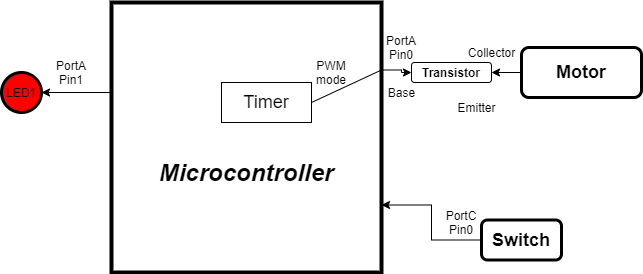 PortA
Pin1
LED1
PWM
mode
Timer
Microcontroller
PortA
Pin0
Base
Collector
Transistor
Emitter
Motor
PortC
Pin0
Switch